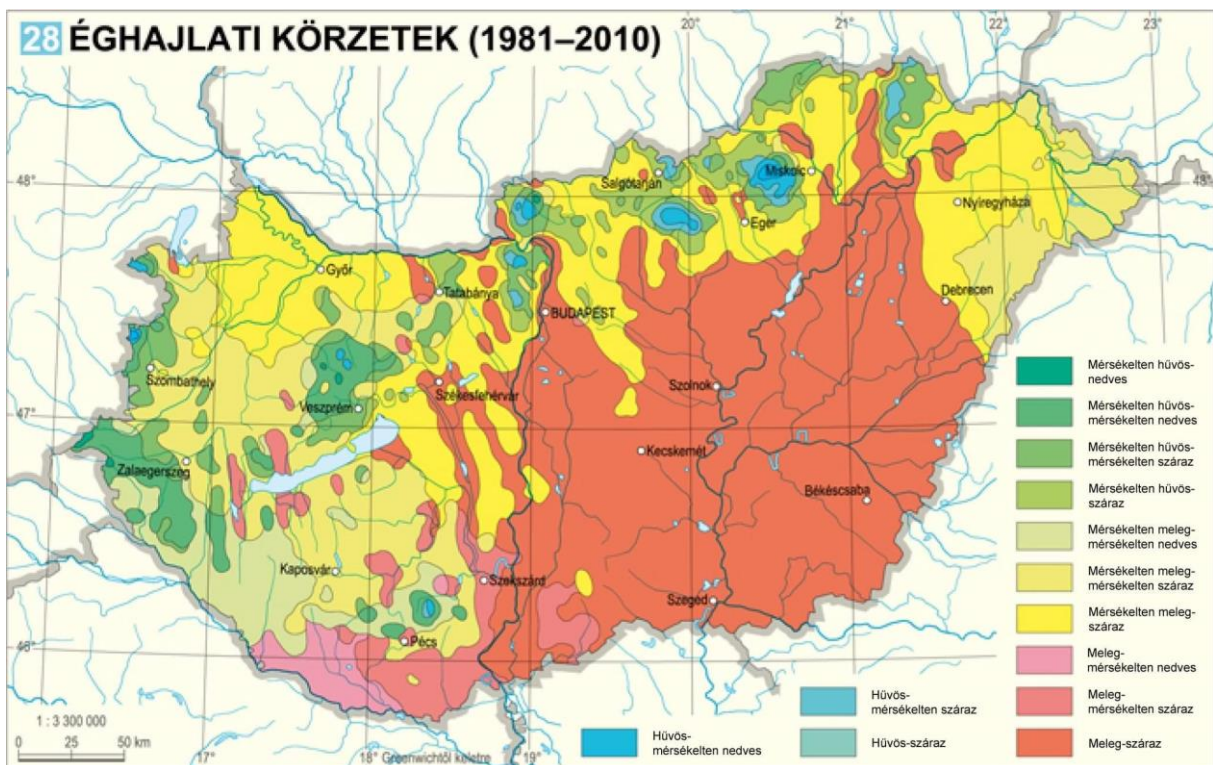 28 ÉGHAJLATI KÖRZETEK (1981–2010)
20°
21°
22°
23°
48°
48°
Salgótarján
Miskolc
Eger
Nyíregyháza
Győr
Tatabánya
BUDAPEST
Debrecen
Szombathely
Veszprém
Székesfehérvár
Szolnok
47°
Zalaegerszeg
Kecskemét
Békéscsaba
Kaposvár
Szekszárd
Szeged
46°
Pécs
1 : 3 300 000
0 25 50 km
17°
18° Greenwichtől keletre
19°
Mérsékelten hűvös-
nedves
Mérsékelten hűvös-
mérsékelten nedves
Mérsékelten hűvös-
mérsékelten száraz
Mérsékelten hűvös-
száraz
Mérsékelten meleg-
mérsékelten nedves
Mérsékelten meleg-
mérsékelten száraz
Mérsékelten meleg-
száraz
Meleg-
mérsékelten nedves
Meleg-
mérsékelten száraz
Meleg-száraz
Hűvös-
mérsékelten száraz
Hűvös-száraz
Hűvös-
mérsékelten nedves